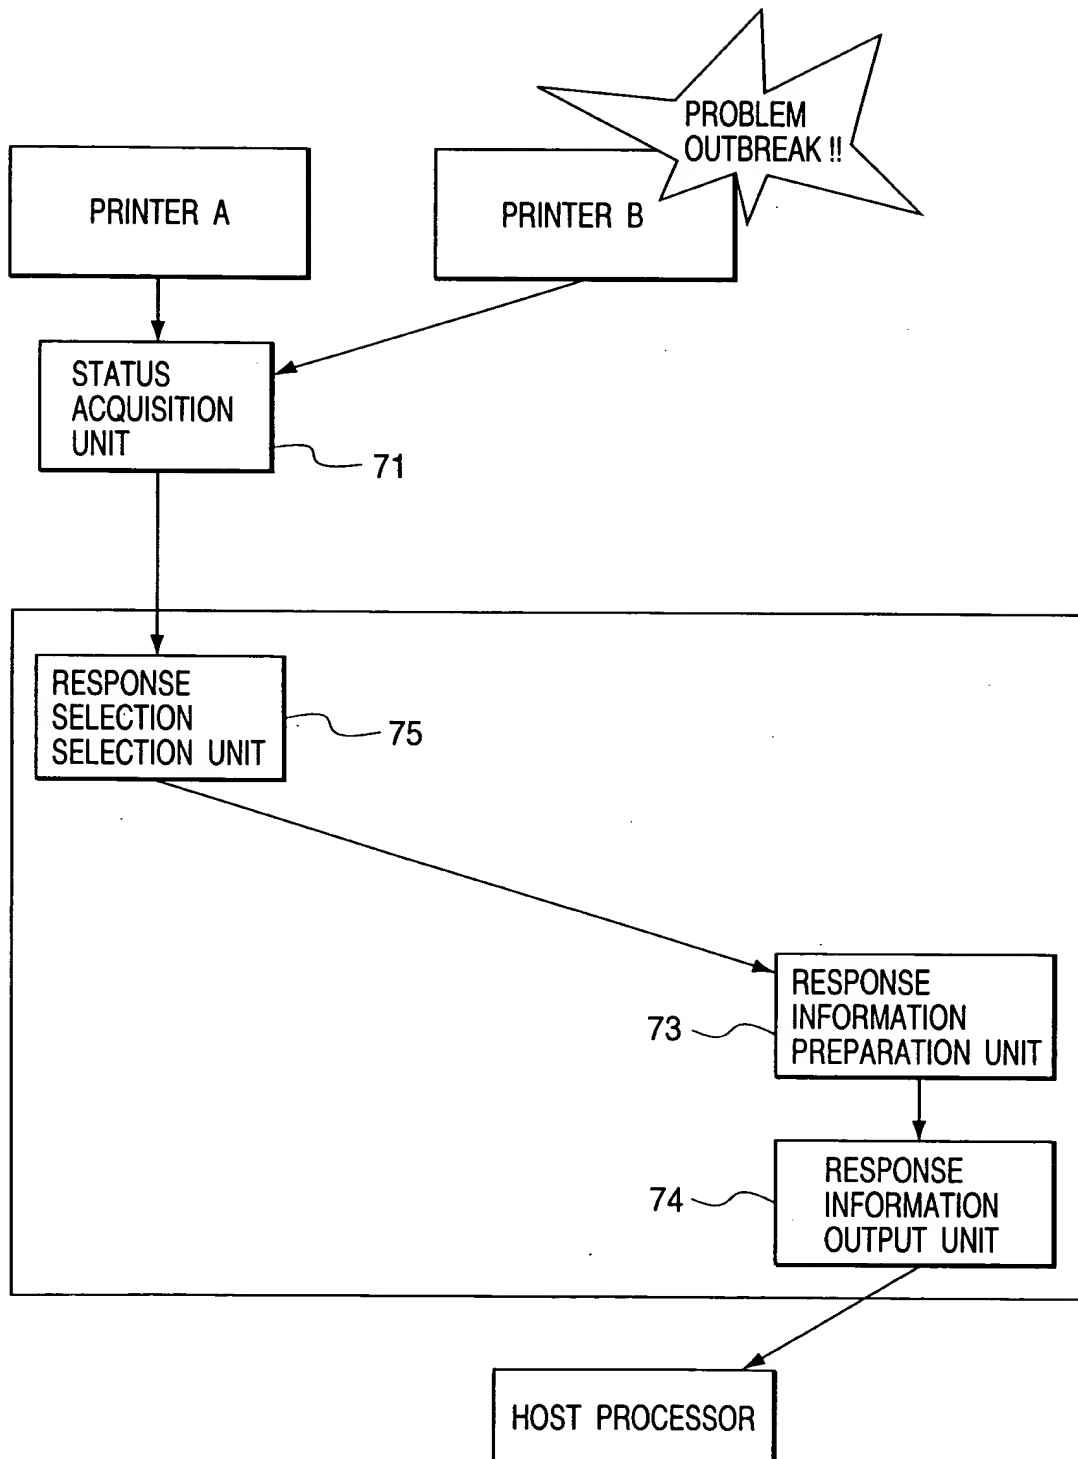 PROBLEM
OUTBREAK !!
PRINTER A
PRINTER B
STATUS
ACQUISITION
UNIT
71
RESPONSE
SELECTION
SELECTION UNIT
75
RESPONSE
INFORMATION
PREPARATION UNIT
73
RESPONSE
INFORMATION
OUTPUT UNIT
74
HOST PROCESSOR